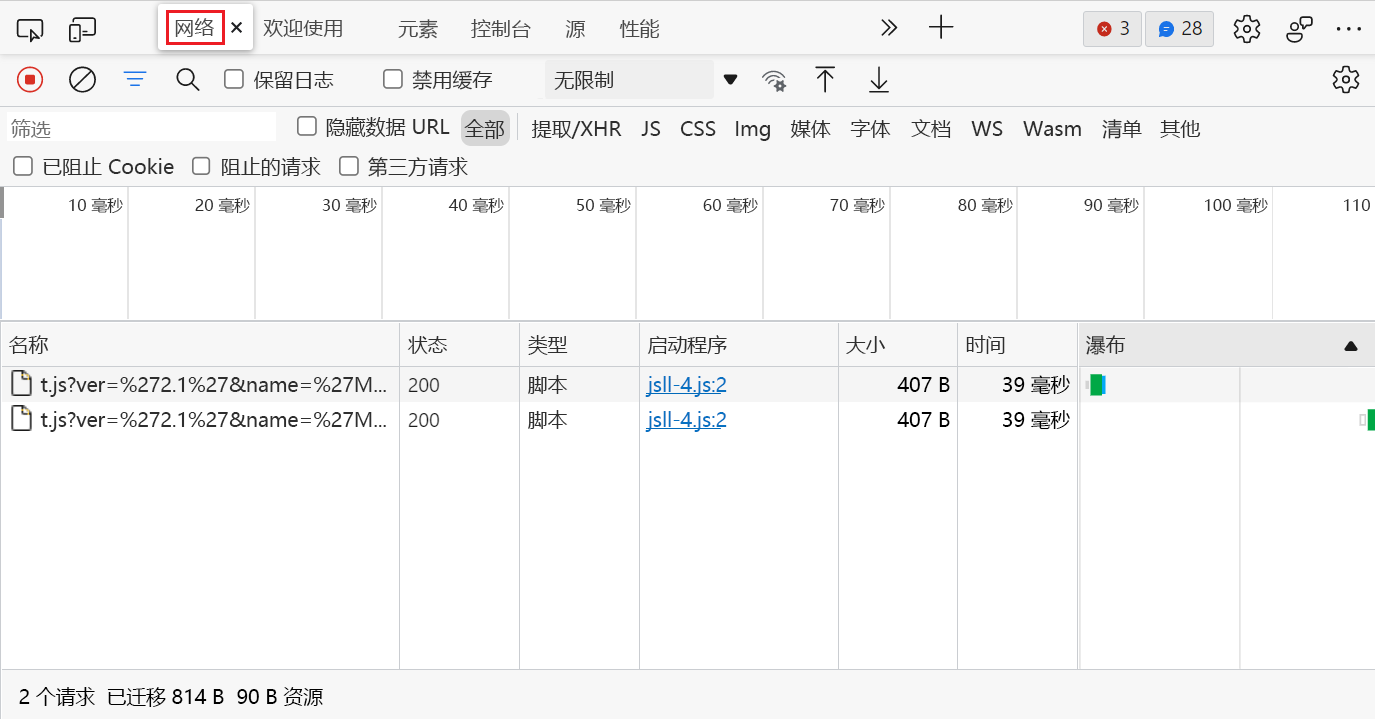 网络 × 欢迎使用 元素 控制台 源 性能 3 28
保留日志 禁用缓存 无限制
筛选 隐藏数据 URL 全部 提取/XHR JS CSS Img 媒体 字体 文档 WS Wasm 清单 其他
已阻止 Cookie 阻止的请求 第三方请求
10 毫秒 20 毫秒 30 毫秒 40 毫秒 50 毫秒 60 毫秒 70 毫秒 80 毫秒 90 毫秒 100 毫秒 110
名称 状态 类型 启动程序 大小 时间 瀑布
t.js?ver=%272.1%27&name=%27M... 200 脚本 jsll-4.js:2 407 B 39 毫秒
t.js?ver=%272.1%27&name=%27M... 200 脚本 jsll-4.js:2 407 B 39 毫秒
2 个请求 已迁移 814 B 90 B 资源